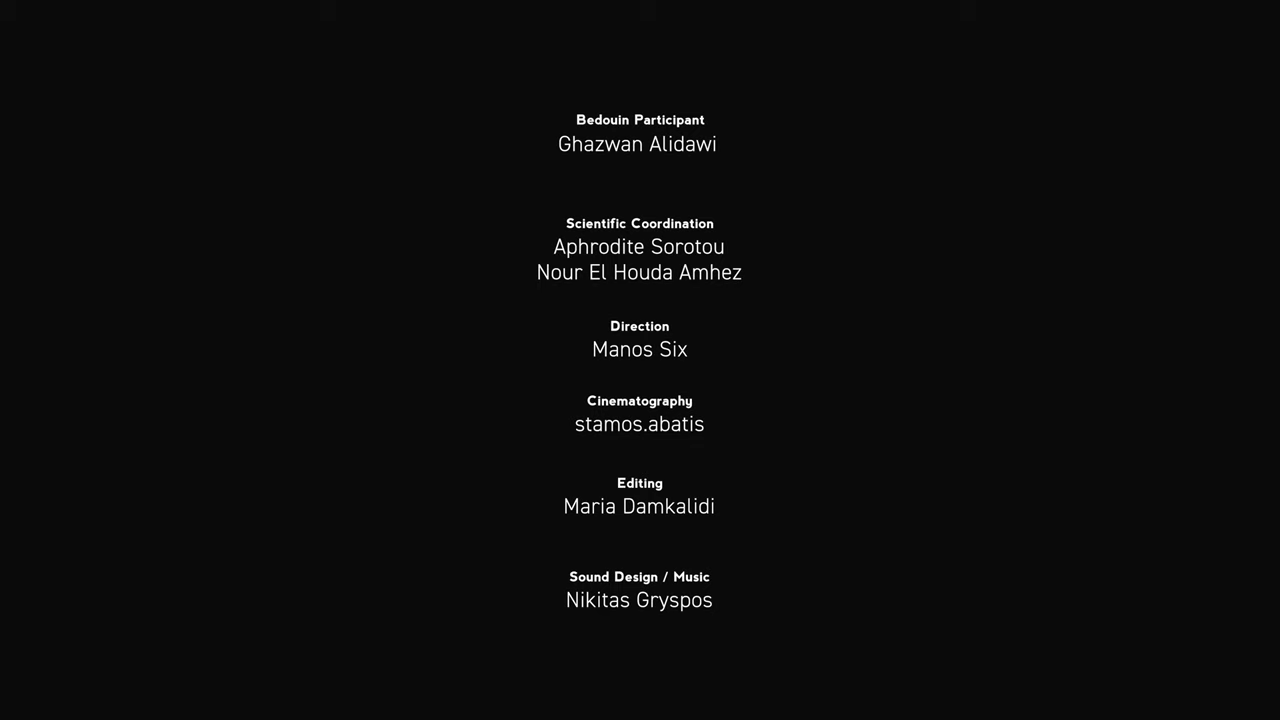 Bedouin Participant
Ghazwan Alidawi
Scientific Coordination
Aphrodite Sorotou
Nour El Houda Amhez
Direction
Manos Six
Cinematography
stamos.abatis
Editing
Maria Damkalidi
Sound Design / Music
Nikitas Gryspos